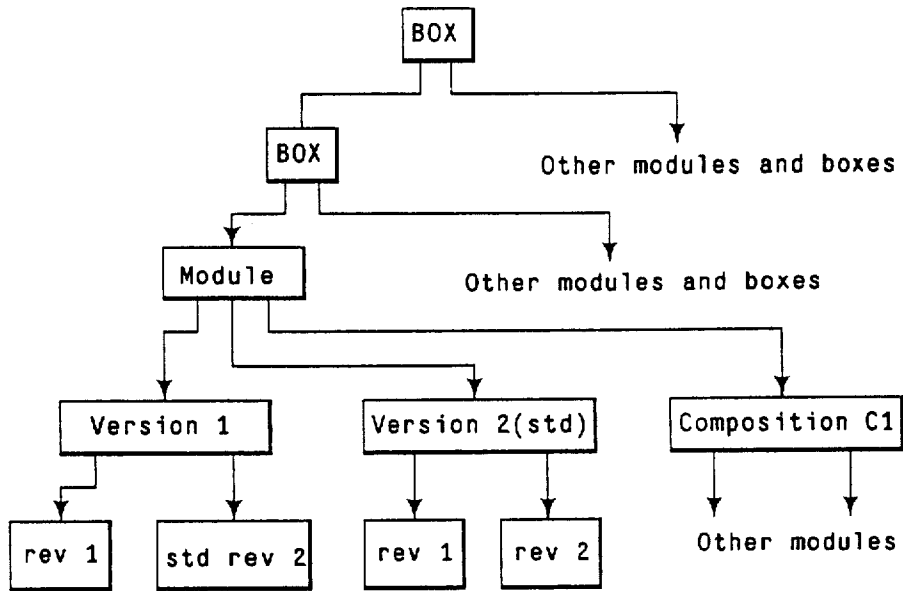 BOX
BOX
Other modules and boxes
Module
Other modules and boxes
Version 1
Version 2(std)
Composition C1
rev 1
std rev 2
rev 1
rev 2
Other modules